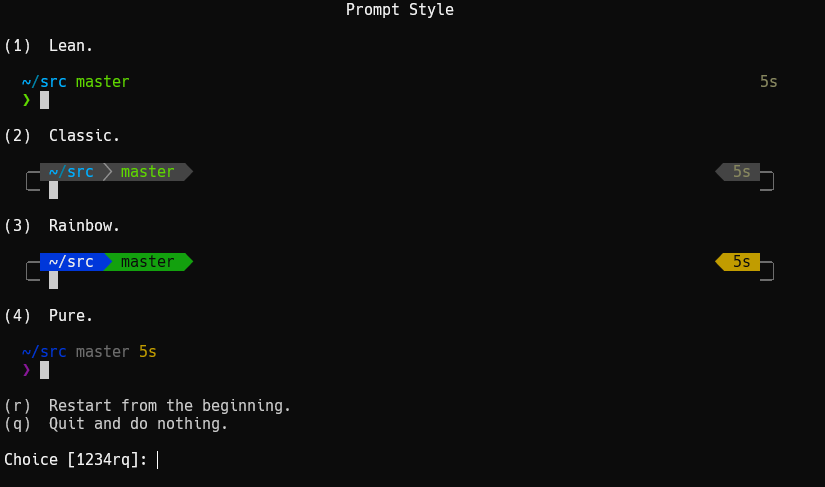 Prompt Style
(1)  Lean.
~/src master 5s
❯
(2)  Classic.
~/src master 5s
(3)  Rainbow.
~/src master 5s
(4)  Pure.
~/src master 5s
❯
(r)  Restart from the beginning.
(q)  Quit and do nothing.
Choice [1234rq]: